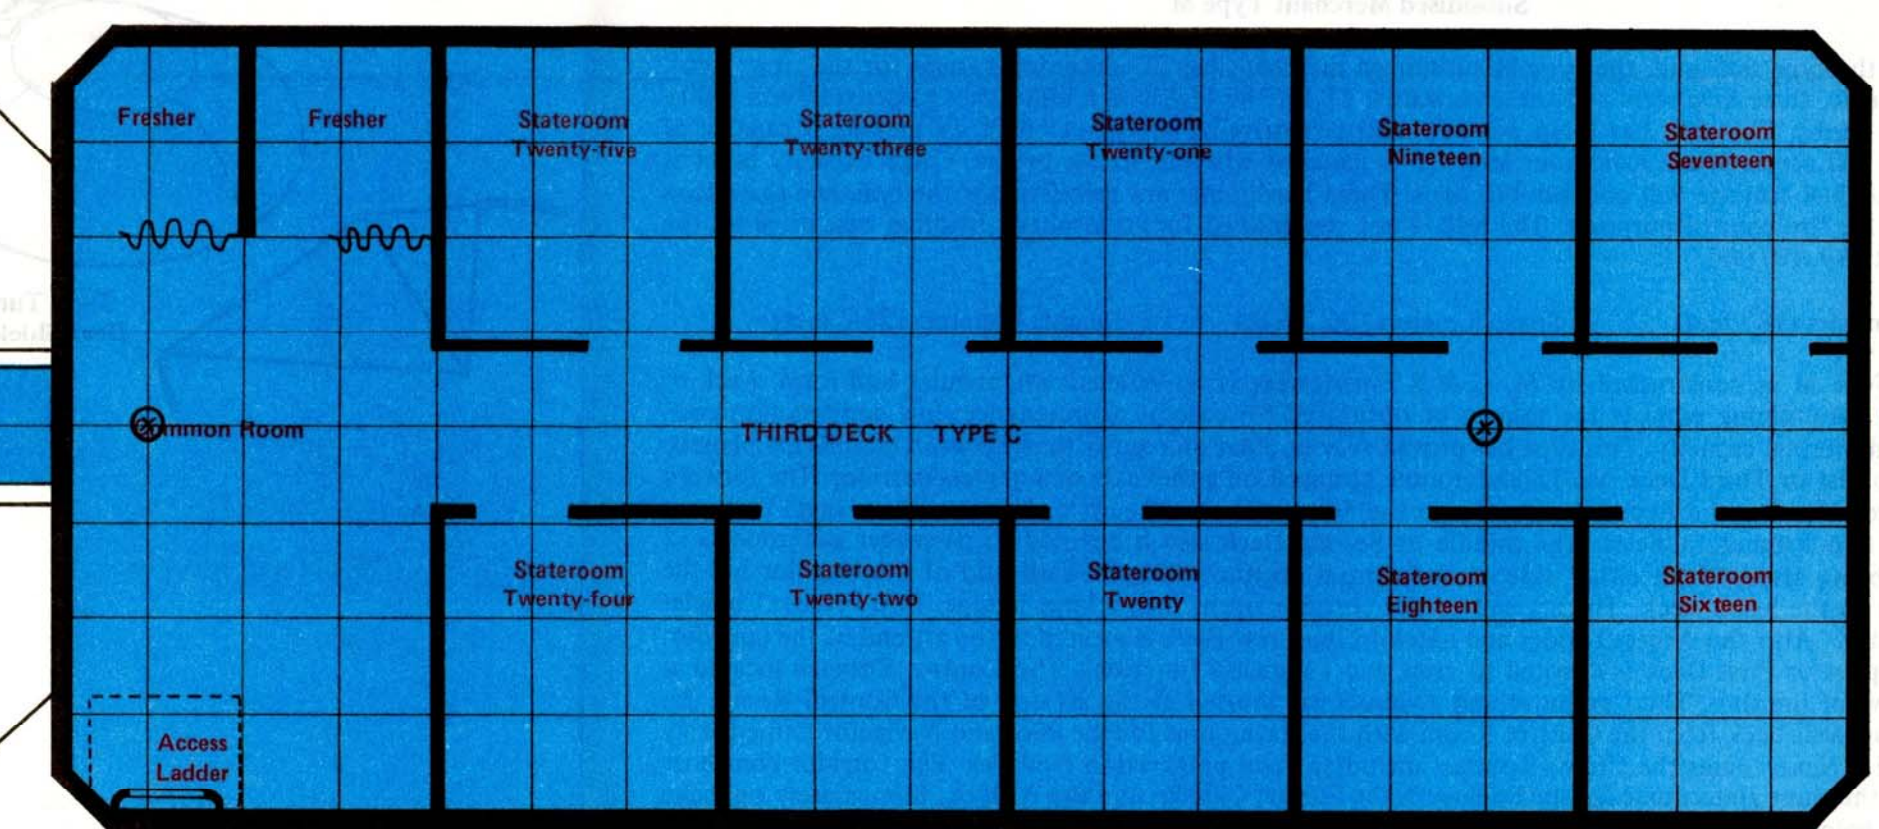 Fresher
Fresher
Stateroom
Twenty-five
Stateroom
Twenty-three
Stateroom
Twenty-one
Stateroom
Nineteen
Stateroom
Seventeen
Common Room
THIRD DECK TYPE C
Stateroom
Twenty-four
Stateroom
Twenty-two
Stateroom
Twenty
Stateroom
Eighteen
Stateroom
Sixteen
Access
Ladder